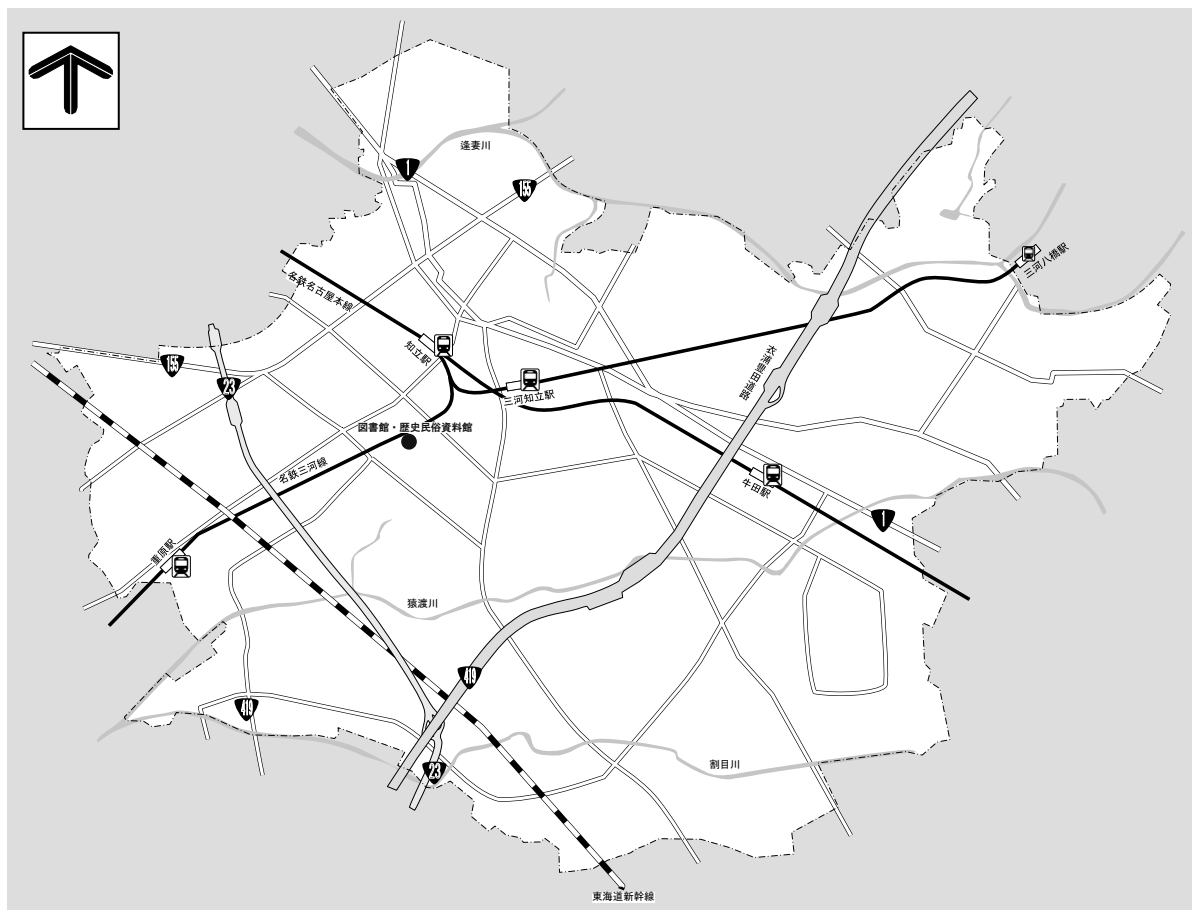 逢妻川
1
155
三河八橋駅
名鉄名古屋本線
知立駅
155
23
三河知立駅
衣浦豊田道路
図書館・歴史民俗資料館
名鉄三河線
牛田駅
1
重原駅
猿渡川
419
419
23
割目川
東海道新幹線